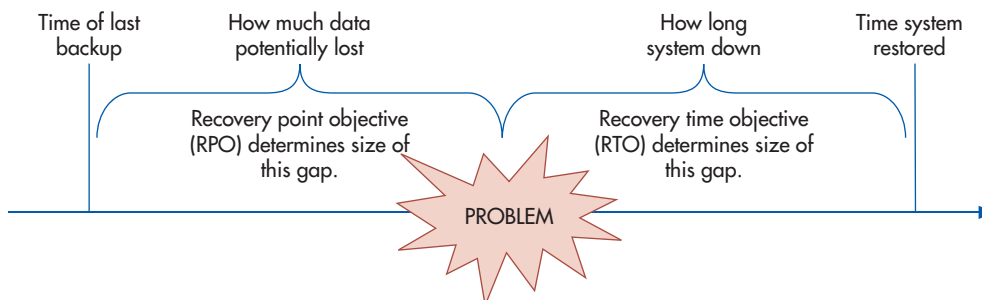 Time of last
backup
How much data
potentially lost
How long
system down
Time system
restored
Recovery point objective
(RPO) determines size of
this gap.
Recovery time objective
(RTO) determines size of
this gap.
PROBLEM